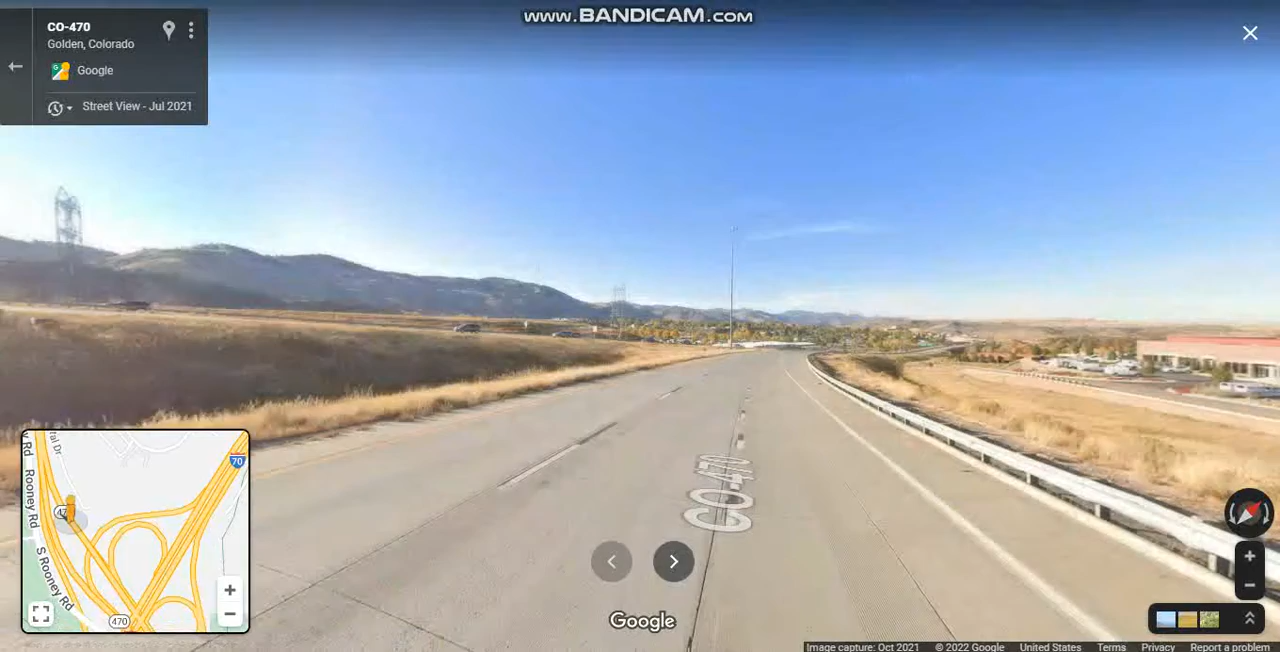 www.BANDICAM.com
CO-470
Golden, Colorado
Google
Street View - Jul 2021
CO-470
Rooney Rd
S Rooney Rd
70
470
Google
Image capture: Oct 2021 © 2022 Google United States Terms Privacy Report a problem